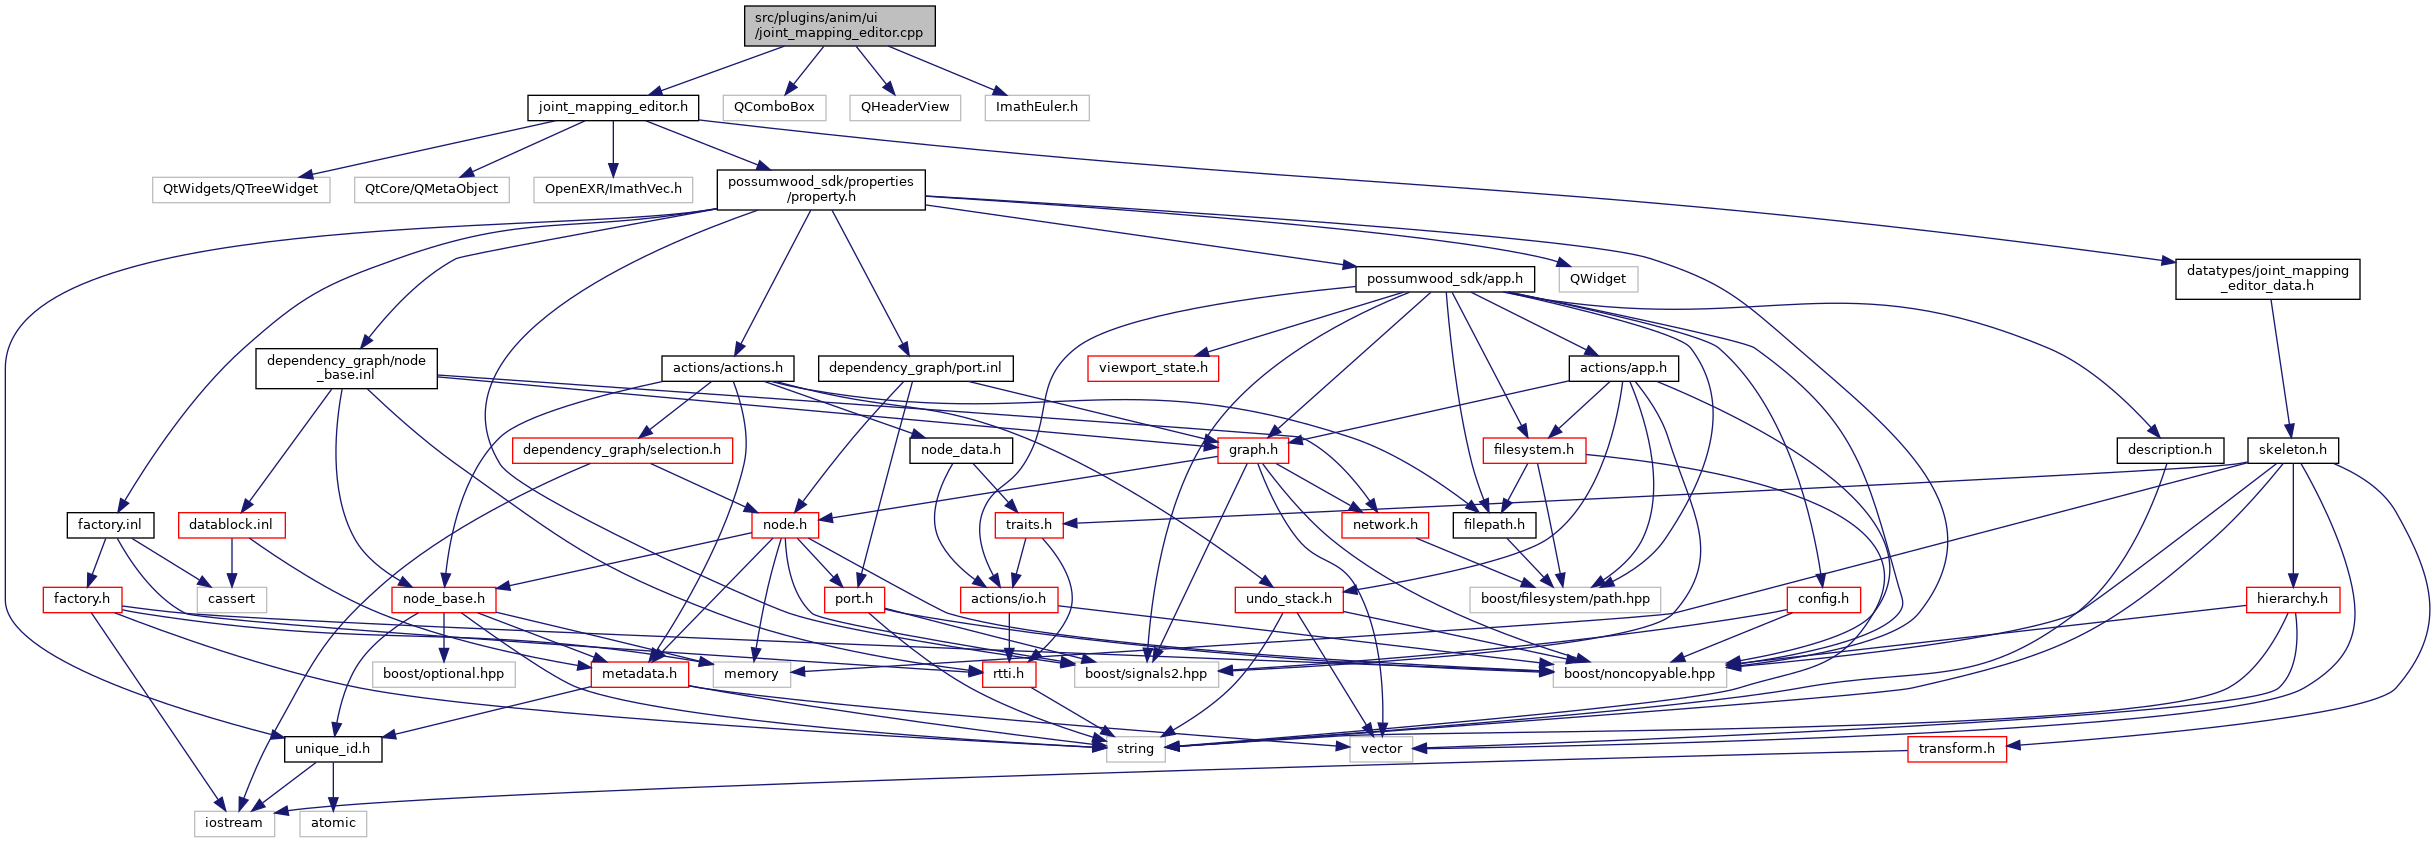 src/plugins/anim/ui
/joint_mapping_editor.cpp
joint_mapping_editor.h
QComboBox
QHeaderView
ImathEuler.h
QtWidgets/QTreeWidget
QtCore/QMetaObject
OpenEXR/ImathVec.h
possumwood_sdk/properties
/property.h
possumwood_sdk/app.h
QWidget
datatypes/joint_mapping
_editor_data.h
dependency_graph/node
_base.inl
actions/actions.h
dependency_graph/port.inl
viewport_state.h
actions/app.h
dependency_graph/selection.h
node_data.h
graph.h
filesystem.h
description.h
skeleton.h
factory.inl
datablock.inl
node.h
traits.h
network.h
filepath.h
factory.h
cassert
node_base.h
port.h
actions/io.h
undo_stack.h
boost/filesystem/path.hpp
config.h
hierarchy.h
boost/optional.hpp
metadata.h
memory
rtti.h
boost/signals2.hpp
boost/noncopyable.hpp
unique_id.h
string
vector
transform.h
iostream
atomic